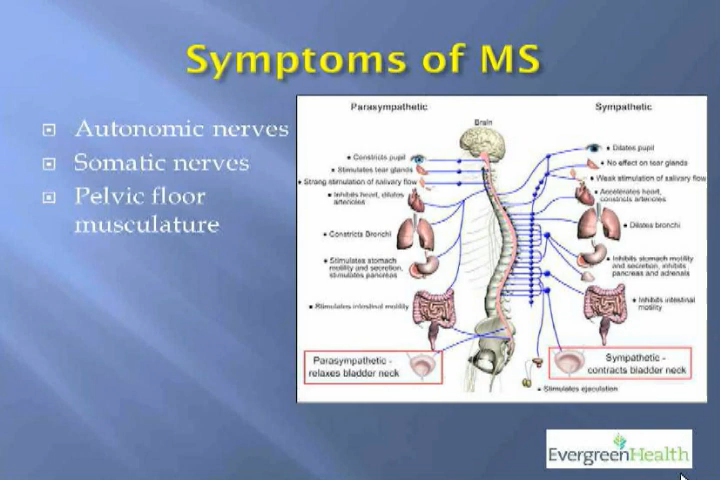 Symptoms of MS
Autonomic nerves
Somatic nerves
Pelvic floor
musculature
Parasympathetic
Sympathetic
Brain
• Constricts pupil
• Stimulates tear glands
• Strong stimulation of salivary flow
• Inhibits heart, dilates
arterioles
• Constricts Bronchi
• Stimulates stomach
motility and secretion,
stimulates pancreas
• Stimulates intestinal motility
Parasympathetic -
relaxes bladder neck
• Dilates pupil
• No effect on tear glands
• Weak stimulation of salivary flow
• Accelerates heart,
constricts arterioles
• Dilates bronchi
• Inhibits stomach motility
and secretion, inhibits
pancreas and adrenals
• Inhibits intestinal
motility
Sympathetic -
contracts bladder neck
• Stimulates ejaculation
EvergreenHealth